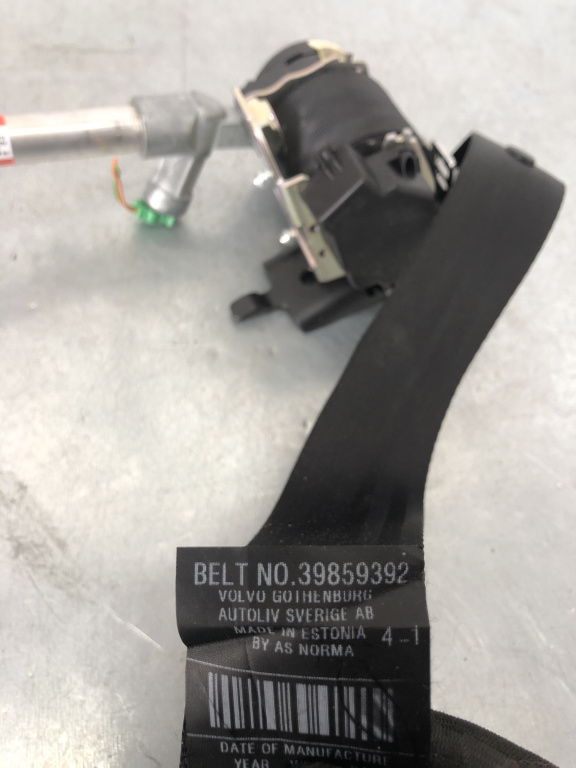 BELT NO.39859392
VOLVO GOTHENBURG
AUTOLIV SVERIGE AB
MADE IN ESTONIA 4-1
BY AS NORMA
DATE OF MANUFACTURE
YEAR